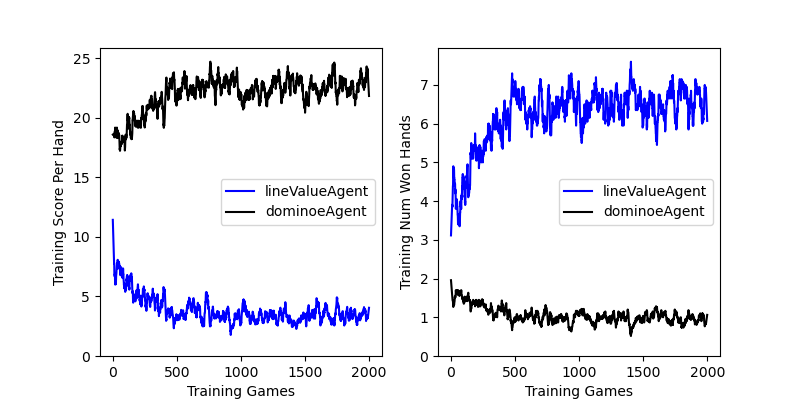 25
20
15
10
5
0
Training Score Per Hand
lineValueAgent
dominoeAgent
0 500 1000 1500 2000
Training Games
7
6
5
4
3
2
1
0
Training Num Won Hands
lineValueAgent
dominoeAgent
0 500 1000 1500 2000
Training Games